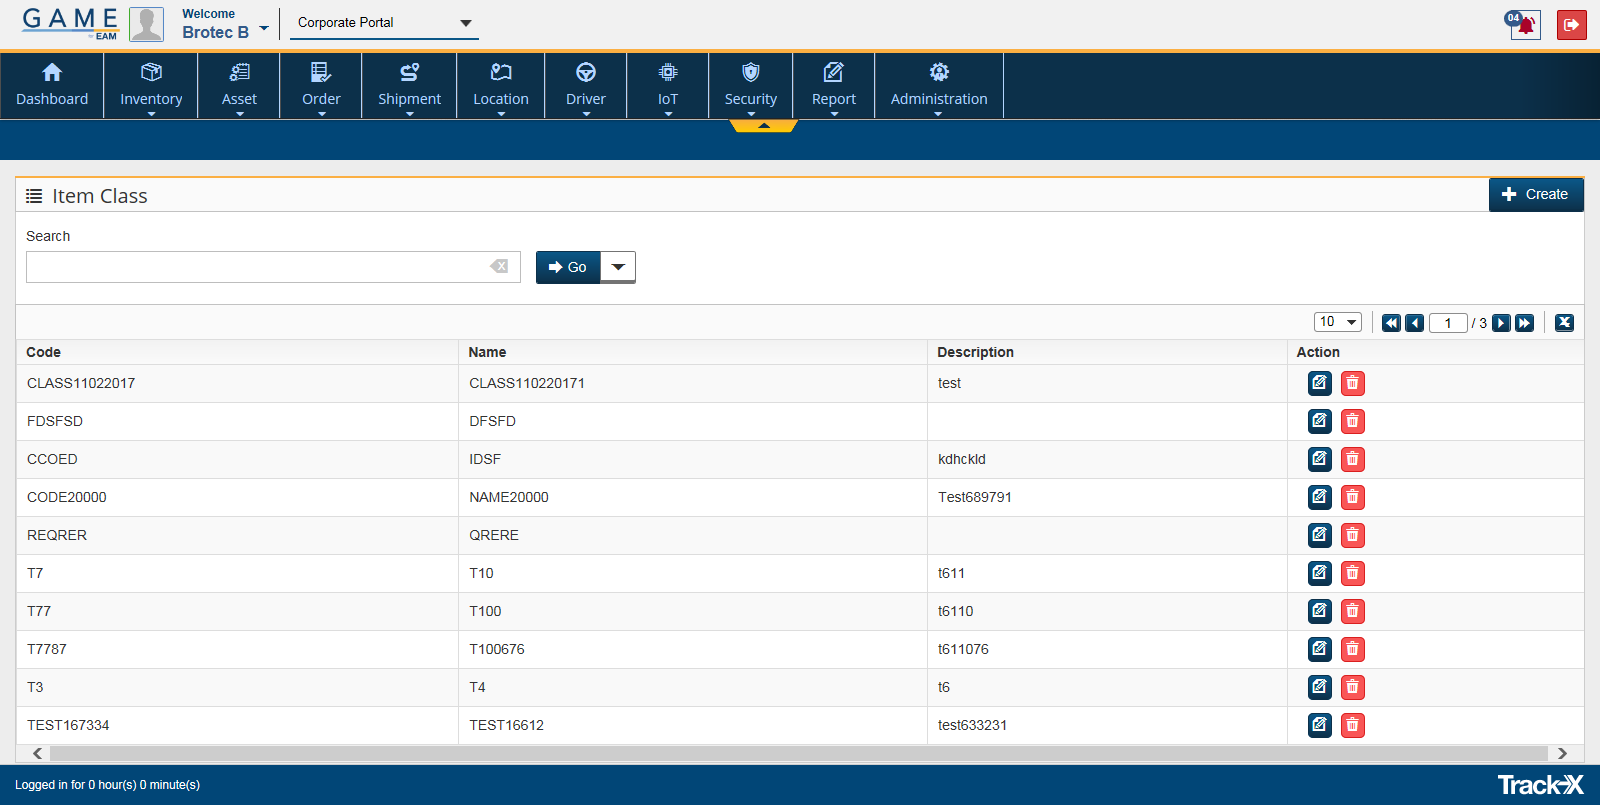 GAME
EAM
Welcome
Brotec B
Corporate Portal
04
Dashboard
Inventory
Asset
Order
Shipment
Location
Driver
IoT
Security
Report
Administration
Item Class
Create
Search
Go
10
1 / 3
Code Name Description Action
CLASS11022017 CLASS110220171 test
FDSFSD DFSFD
CCOED IDSF kdhckld
CODE20000 NAME20000 Test689791
REQRER QRERE
T7 T10 t611
T77 T100 t6110
T7787 T100676 t611076
T3 T4 t6
TEST167334 TEST16612 test633231
Logged in for 0 hour(s) 0 minute(s)
Track-X